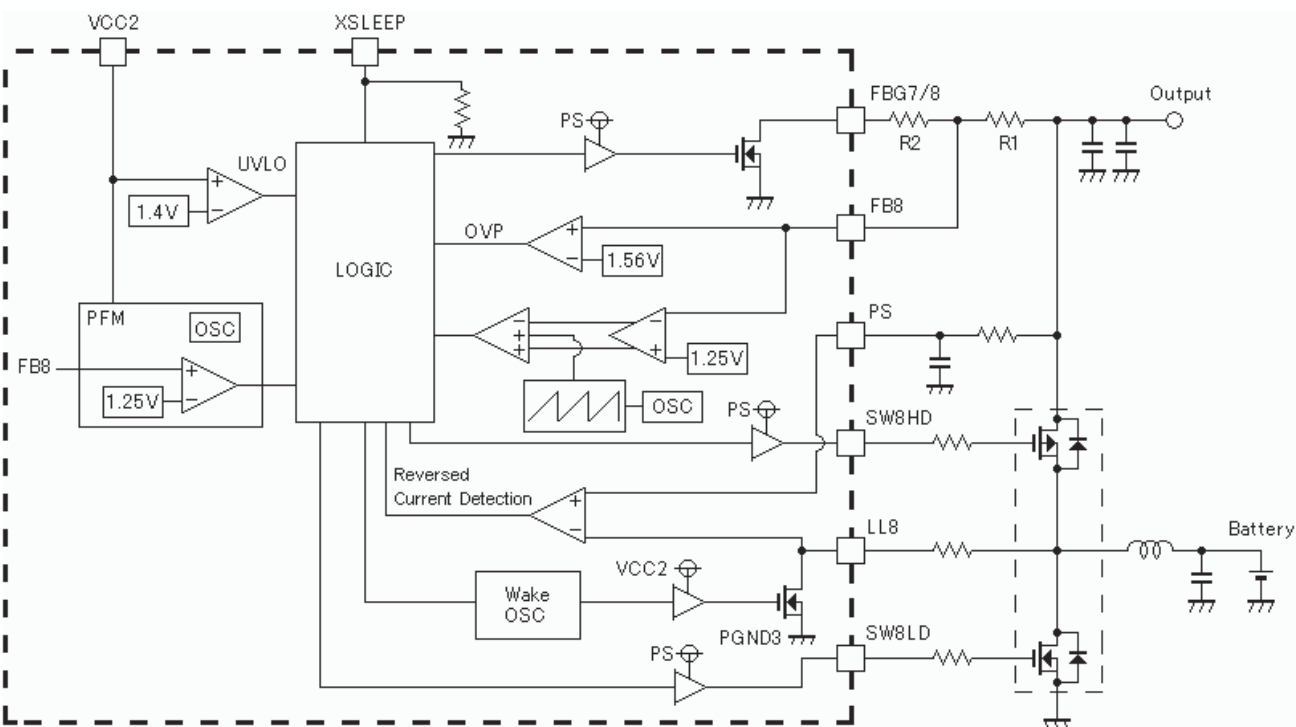 VCC2
XSLEEP
FBG7/8
Output
PS
R2
R1
UVLO
+
−
1.4V
FB8
OVP
+
−
1.56V
LOGIC
PFM
OSC
PS
−
+
+
−
+
1.25V
FB8
+
−
1.25V
OSC
PS
SW8HD
Reversed
Current Detection
+
−
LL8
Battery
VCC2
Wake
OSC
PGND3
SW8LD
PS